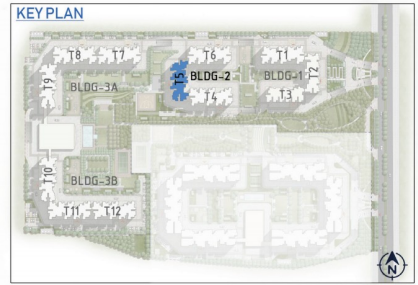 KEY PLAN
T8
T7
T6
T1
T9
BLDG-3A
T5
BLDG-2
BLDG-1
T2
T4
T3
T10
BLDG-3B
T11
T12
N